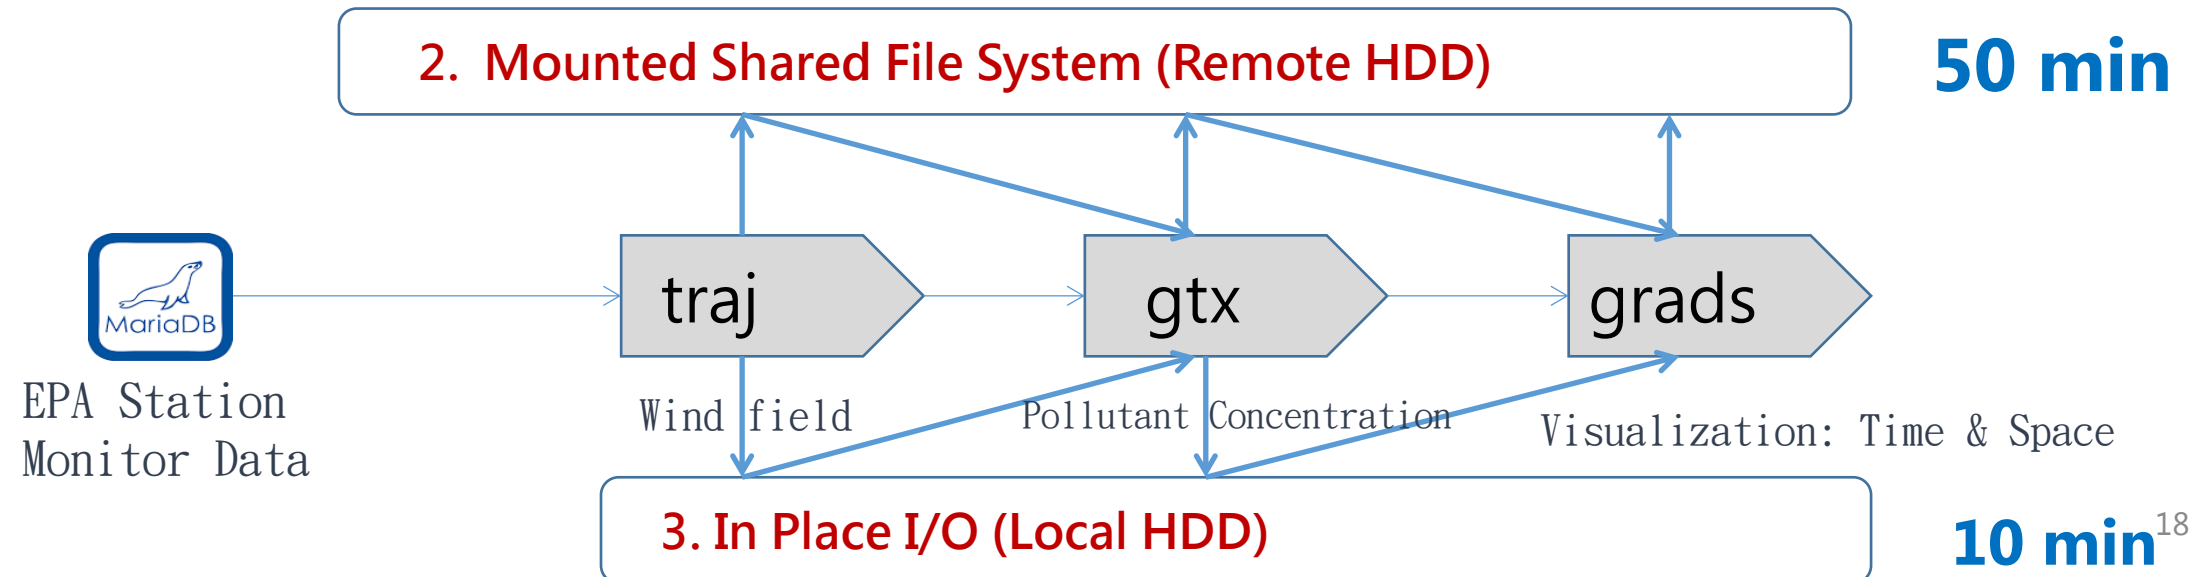 2. Mounted Shared File System (Remote HDD)
50 min
MariaDB
traj
gtx
grads
EPA Station
Monitor Data
Wind field
Pollutant Concentration
Visualization: Time & Space
3. In Place I/O (Local HDD)
10 min
18